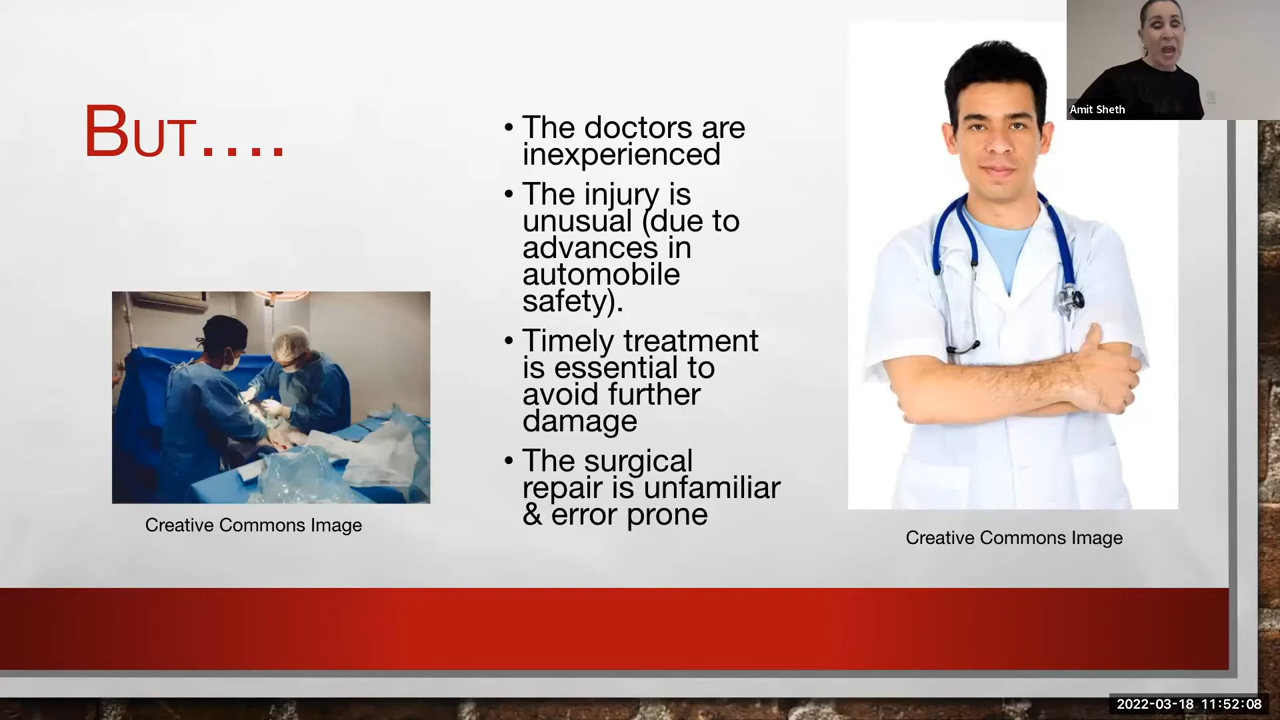 BUT....
• The doctors are
inexperienced
• The injury is
unusual (due to
advances in
automobile
safety).
• Timely treatment
is essential to
avoid further
damage
• The surgical
repair is unfamiliar
& error prone
Creative Commons Image
Creative Commons Image
Amit Sheth
2022-03-18 11:52:08